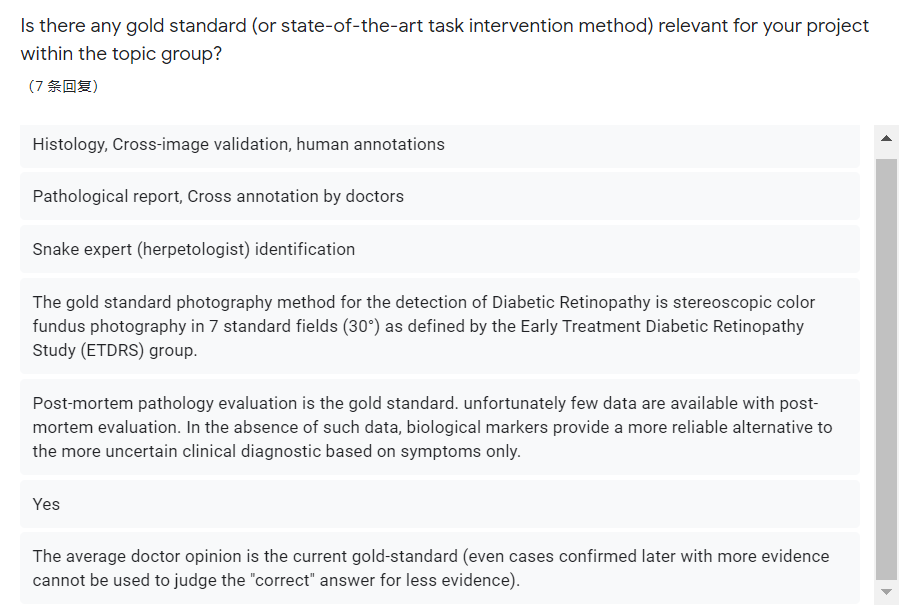 Is there any gold standard (or state-of-the-art task intervention method) relevant for your project
within the topic group?
（7 条回复）
Histology, Cross-image validation, human annotations
Pathological report, Cross annotation by doctors
Snake expert (herpetologist) identification
The gold standard photography method for the detection of Diabetic Retinopathy is stereoscopic color
fundus photography in 7 standard fields (30°) as defined by the Early Treatment Diabetic Retinopathy
Study (ETDRS) group.
Post-mortem pathology evaluation is the gold standard. unfortunately few data are available with post-
mortem evaluation. In the absence of such data, biological markers provide a more reliable alternative to
the more uncertain clinical diagnostic based on symptoms only.
Yes
The average doctor opinion is the current gold-standard (even cases confirmed later with more evidence
cannot be used to judge the "correct" answer for less evidence).